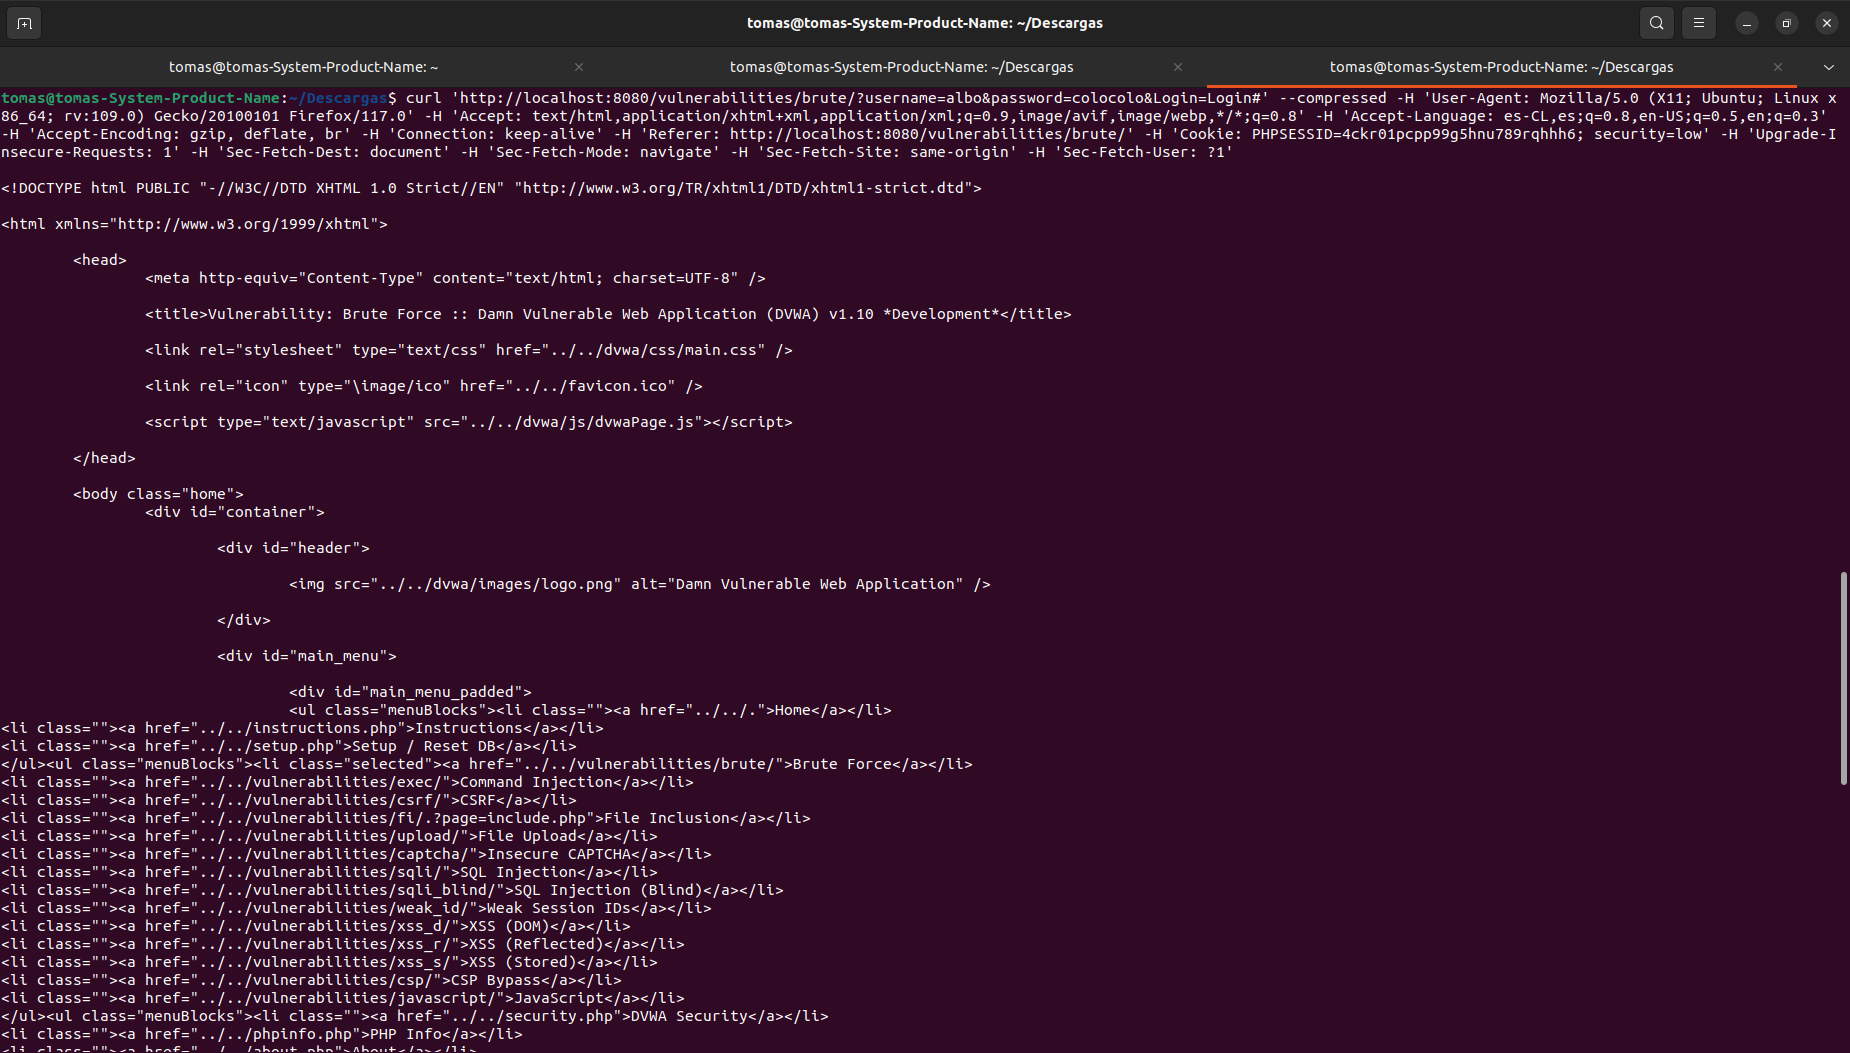 tomas@tomas-System-Product-Name: ~/Descargas
tomas@tomas-System-Product-Name: ~
tomas@tomas-System-Product-Name: ~/Descargas
tomas@tomas-System-Product-Name: ~/Descargas
tomas@tomas-System-Product-Name:~/Descargas$ curl 'http://localhost:8080/vulnerabilities/brute/?username=albo&password=colocolo&Login=Login#' --compressed -H 'User-Agent: Mozilla/5.0 (X11; Ubuntu; Linux x
86_64; rv:109.0) Gecko/20100101 Firefox/117.0' -H 'Accept: text/html,application/xhtml+xml,application/xml;q=0.9,image/avif,image/webp,*/*;q=0.8' -H 'Accept-Language: es-CL,es;q=0.8,en-US;q=0.5,en;q=0.3'
-H 'Accept-Encoding: gzip, deflate, br' -H 'Connection: keep-alive' -H 'Referer: http://localhost:8080/vulnerabilities/brute/' -H 'Cookie: PHPSESSID=4ckr01pcpp99g5hnu789rqhhh6; security=low' -H 'Upgrade-I
nsecure-Requests: 1' -H 'Sec-Fetch-Dest: document' -H 'Sec-Fetch-Mode: navigate' -H 'Sec-Fetch-Site: same-origin' -H 'Sec-Fetch-User: ?1'
<!DOCTYPE html PUBLIC "-//W3C//DTD XHTML 1.0 Strict//EN" "http://www.w3.org/TR/xhtml1/DTD/xhtml1-strict.dtd">
<html xmlns="http://www.w3.org/1999/xhtml">
<head>
<meta http-equiv="Content-Type" content="text/html; charset=UTF-8" />
<title>Vulnerability: Brute Force :: Damn Vulnerable Web Application (DVWA) v1.10 *Development*</title>
<link rel="stylesheet" type="text/css" href="../../dvwa/css/main.css" />
<link rel="icon" type="\image/ico" href="../../favicon.ico" />
<script type="text/javascript" src="../../dvwa/js/dvwaPage.js"></script>
</head>
<body class="home">
<div id="container">
<div id="header">
<img src="../../dvwa/images/logo.png" alt="Damn Vulnerable Web Application" />
</div>
<div id="main_menu">
<div id="main_menu_padded">
<ul class="menuBlocks"><li class=""><a href="../../.">Home</a></li>
<li class=""><a href="../../instructions.php">Instructions</a></li>
<li class=""><a href="../../setup.php">Setup / Reset DB</a></li>
</ul><ul class="menuBlocks"><li class="selected"><a href="../../vulnerabilities/brute/">Brute Force</a></li>
<li class=""><a href="../../vulnerabilities/exec/">Command Injection</a></li>
<li class=""><a href="../../vulnerabilities/csrf/">CSRF</a></li>
<li class=""><a href="../../vulnerabilities/fi/.?page=include.php">File Inclusion</a></li>
<li class=""><a href="../../vulnerabilities/upload/">File Upload</a></li>
<li class=""><a href="../../vulnerabilities/captcha/">Insecure CAPTCHA</a></li>
<li class=""><a href="../../vulnerabilities/sqli/">SQL Injection</a></li>
<li class=""><a href="../../vulnerabilities/sqli_blind/">SQL Injection (Blind)</a></li>
<li class=""><a href="../../vulnerabilities/weak_id/">Weak Session IDs</a></li>
<li class=""><a href="../../vulnerabilities/xss_d/">XSS (DOM)</a></li>
<li class=""><a href="../../vulnerabilities/xss_r/">XSS (Reflected)</a></li>
<li class=""><a href="../../vulnerabilities/xss_s/">XSS (Stored)</a></li>
<li class=""><a href="../../vulnerabilities/csp/">CSP Bypass</a></li>
<li class=""><a href="../../vulnerabilities/javascript/">JavaScript</a></li>
</ul><ul class="menuBlocks"><li class=""><a href="../../security.php">DVWA Security</a></li>
<li class=""><a href="../../phpinfo.php">PHP Info</a></li>
<li class=""><a href="../../about.php">About</a></li>